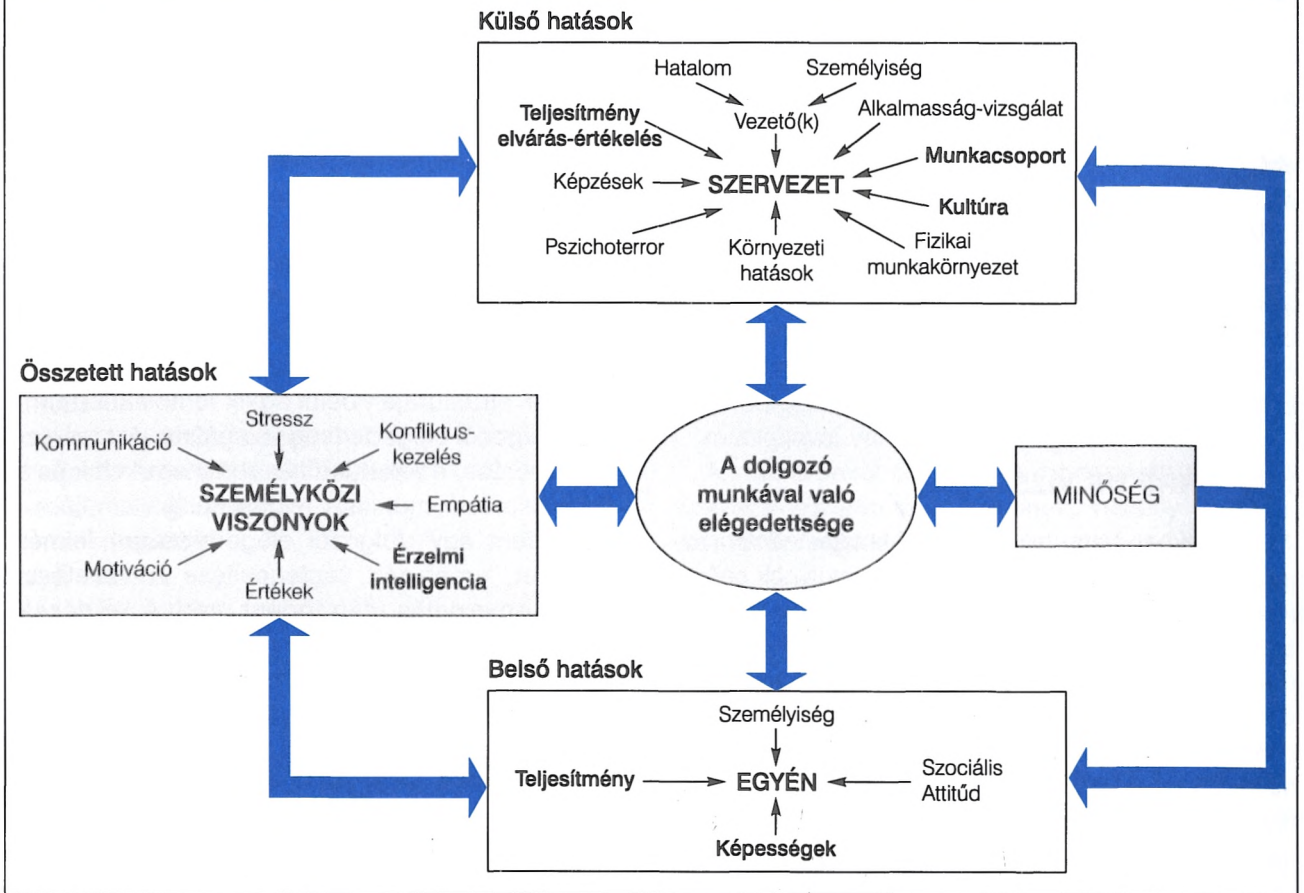 Külső hatások
Hatalom
Személyiség
Teljesítmény
elvárás-értékelés
Vezető(k)
Alkalmasság-vizsgálat
Munkacsoport
Képzések
SZERVEZET
Kultúra
Pszichoterror
Környezeti
hatások
Fizikai
munkakörnyezet
Összetett hatások
Stressz
Kommunikáció
Konfliktus-
kezelés
SZEMÉLYKÖZI
VISZONYOK
Empátia
Motiváció
Értékek
Érzelmi
intelligencia
A dolgozó
munkával való
elégedettsége
MINŐSÉG
Belső hatások
Személyiség
Teljesítmény
EGYÉN
Szociális
Attitűd
Képességek